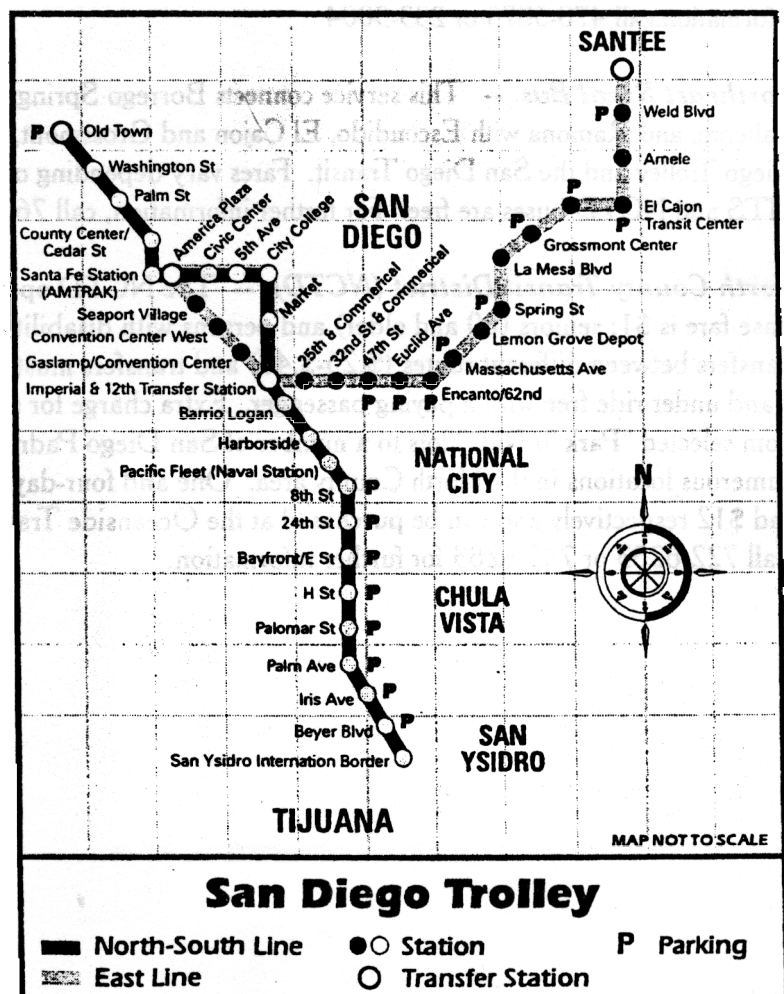 SANTEE
Weld Blvd
P
Arnele
P
El Cajon
Transit Center
P
P
Grossmont Center
La Mesa Blvd
P
Spring St
P
Lemon Grove Depot
P
Massachusetts Ave
Encanto/62nd
P
Euclid Ave
P
47th St
P
32nd St & Commerical
25th & Commerical
SAN
DIEGO
P
Old Town
Washington St
Palm St
County Center/
Cedar St
Santa Fe Station
(AMTRAK)
America Plaza
Civic Center
5th Ave
City College
Market
Seaport Village
Convention Center West
Gaslamp/Convention Center
Imperial & 12th Transfer Station
Barrio Logan
Harborside
Pacific Fleet (Naval Station)
8th St
P
24th St
P
Bayfront/E St
P
H St
P
Palomar St
P
Palm Ave
P
Iris Ave
P
Beyer Blvd
P
San Ysidro Internation Border
NATIONAL
CITY
CHULA
VISTA
SAN
YSIDRO
TIJUANA
N
MAP NOT TO SCALE
San Diego Trolley
North-South Line
Station
P Parking
East Line
Transfer Station